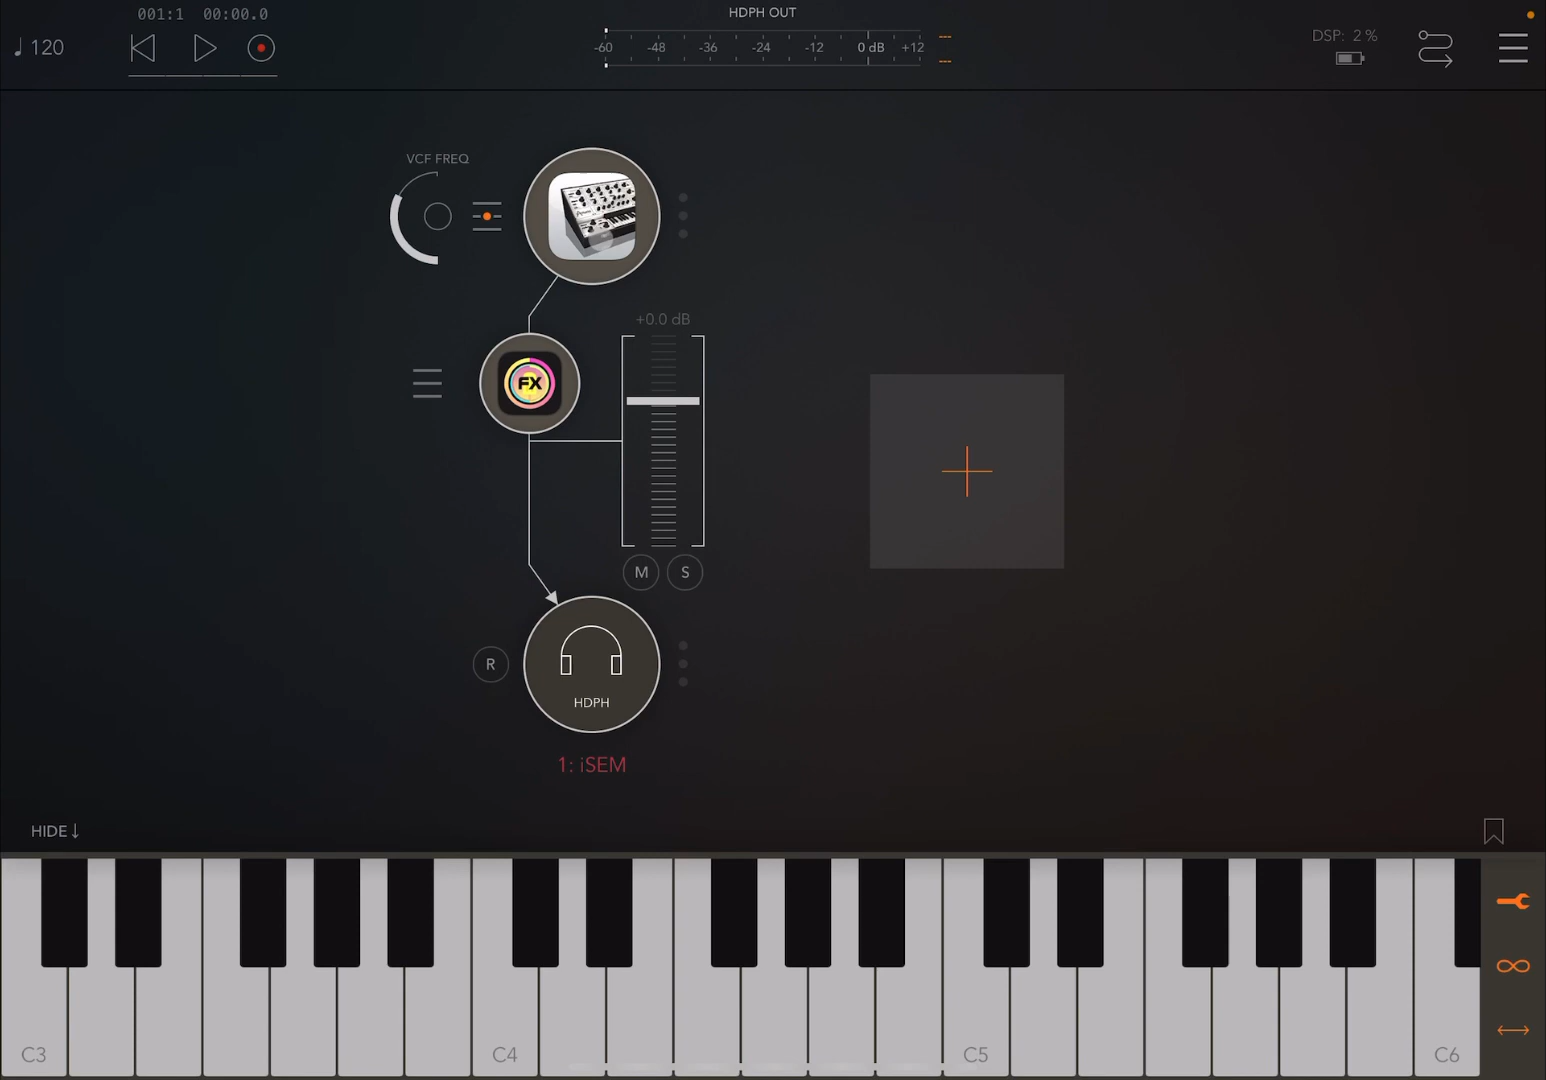 001:1 00:00.0
♩ 120
HDPH OUT
-60 -48 -36 -24 -12 0 dB +12
--- 
---
DSP: 2 %
VCF FREQ
+0.0 dB
FX
M S
R
HDPH
1: iSEM
HIDE ↓
C3 C4 C5 C6